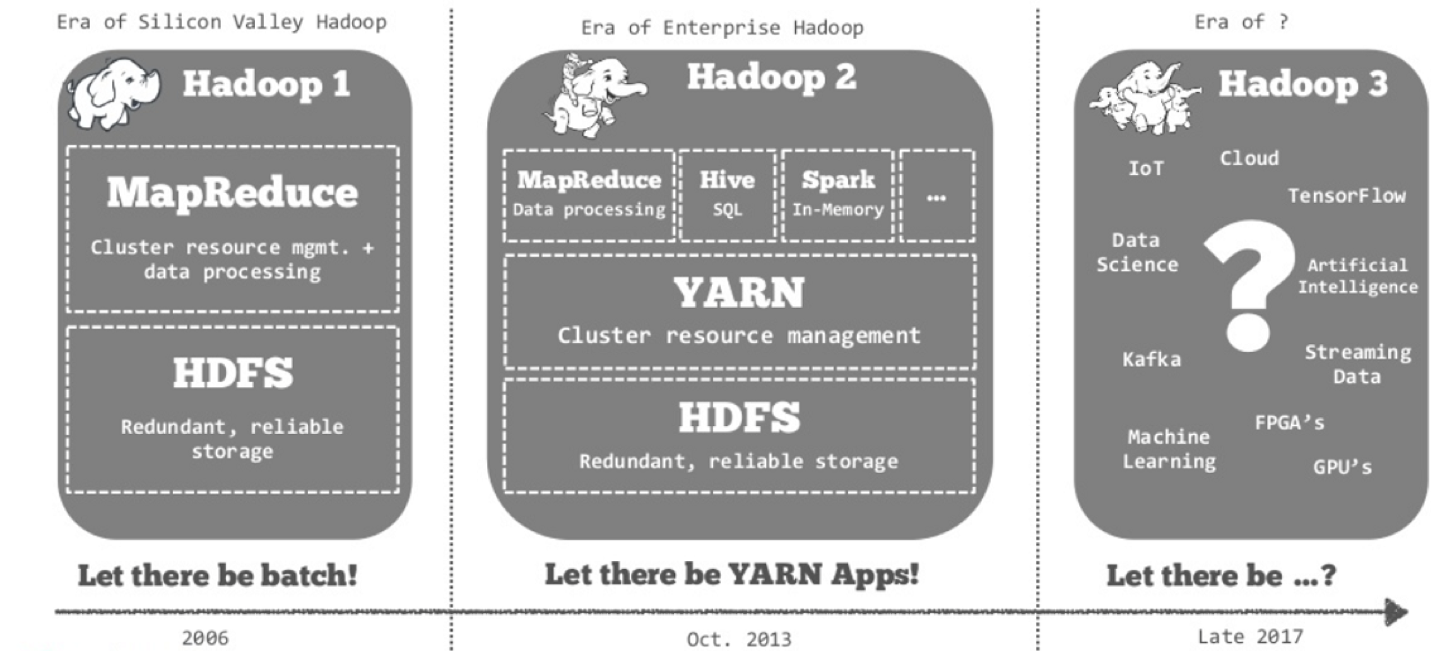 Era of Silicon Valley Hadoop
Hadoop 1
MapReduce
Cluster resource mgmt. +
data processing
HDFS
Redundant, reliable
storage
Let there be batch!
2006
Era of Enterprise Hadoop
Hadoop 2
MapReduce
Data processing
Hive
SQL
Spark
In-Memory
...
YARN
Cluster resource management
HDFS
Redundant, reliable storage
Let there be YARN Apps!
Oct. 2013
Era of ?
Hadoop 3
IoT
Cloud
TensorFlow
Data
Science
?
Artificial
Intelligence
Kafka
Streaming
Data
FPGA’s
Machine
Learning
GPU’s
Let there be ...?
Late 2017